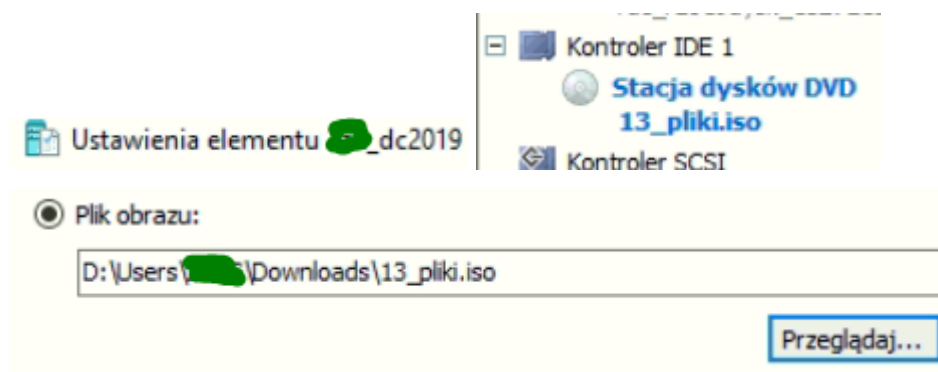 Kontroler IDE 1
Stacja dysków DVD
13_pliki.iso
Ustawienia elementu _dc2019
Kontroler SCSI
Plik obrazu:
D:\Users\ \Downloads\13_pliki.iso
Przeglądaj...